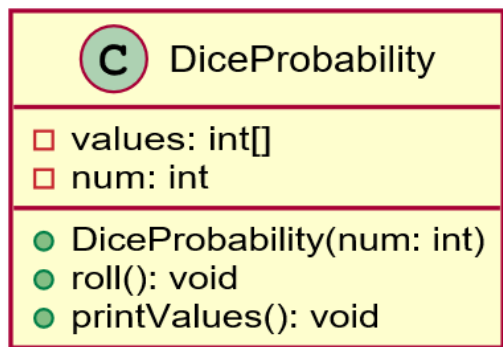 C DiceProbability
values: int[]
num: int
DiceProbability(num: int)
roll(): void
printValues(): void